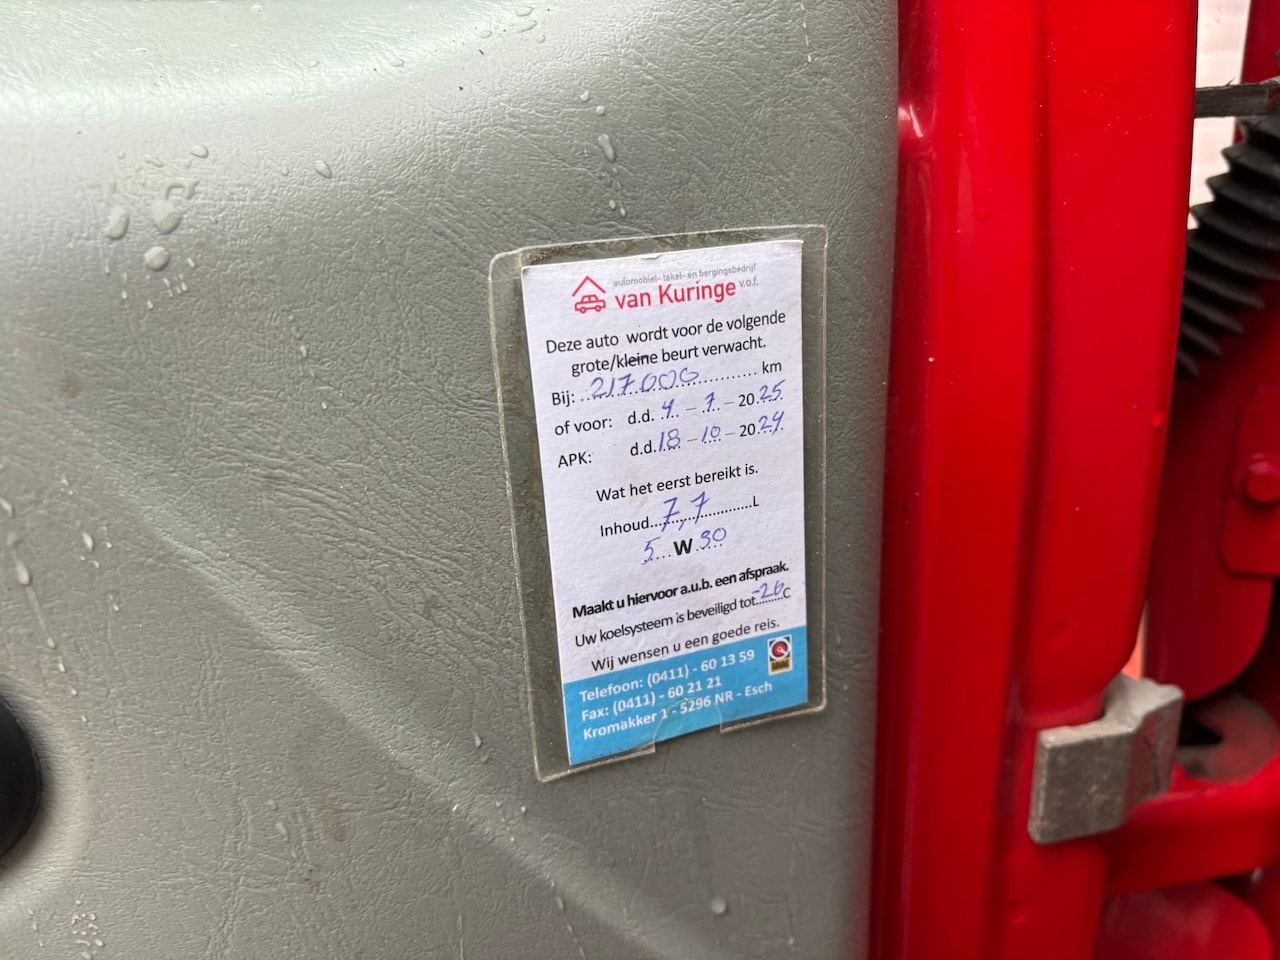 automobiel- takel- en bergingsbedrijf
van Kuringe v.o.f.
Deze auto wordt voor de volgende
grote/kleine beurt verwacht.
Bij: 217.000 km
of voor: d.d. 4 - 7 - 2025
APK: d.d. 18 - 10 - 2024
Wat het eerst bereikt is.
Inhoud 7,7 L
5 W 30
Maakt u hiervoor a.u.b. een afspraak.
Uw koelsysteem is beveiligd tot -26 C
Wij wensen u een goede reis.
Telefoon: (0411) - 60 13 59
Fax: (0411) - 60 21 21
Kromakker 1 - 5296 NR - Esch
BOVAG